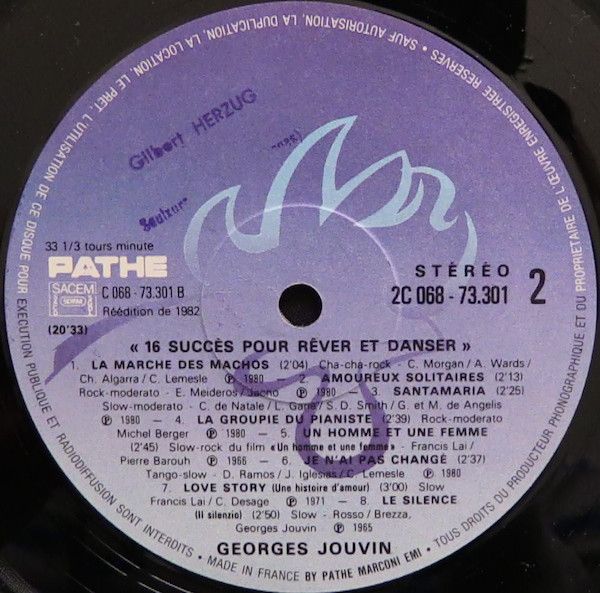 SAUF AUTORISATION, LA DUPLICATION, LA LOCATION, LE PRET, L'UTILISATION DE CE DISQUE POUR EXECUTION PUBLIQUE ET RADIODIFFUSION SONT INTERDITS • MADE IN FRANCE BY PATHE MARCONI EMI • TOUS DROITS DU PRODUCTEUR PHONOGRAPHIQUE ET DU PROPRIETAIRE DE L'ŒUVRE ENREGISTREE RESERVES •
Gilbert HERZUG
33 1/3 tours minute
PATHE
STÉRÉO
SACEM
C 068 - 73.301 B
2C 068 - 73.301
2
Réédition de 1982
(20'33)
« 16 SUCCÈS POUR RÊVER ET DANSER »
1. LA MARCHE DES MACHOS (2'04) Cha-cha-rock - C. Morgan / A. Wards /
Ch. Algarra / C. Lemesle ℗ 1980 2. AMOUREUX SOLITAIRES (2'13)
Rock-moderato - E. Meideros / Jacno ℗ 1980 — 3. SANTAMARIA (2'25)
Slow-moderato - C. de Natale / L. Gane / S. D. Smith / G. et M. de Angelis
℗ 1980 — 4. LA GROUPIE DU PIANISTE (2'39) Rock-moderato
Michel Berger ℗ 1980 — 5. UN HOMME ET UNE FEMME
(2'45) Slow-rock du film «Un homme et une femme» - Francis Lai /
Pierre Barouh ℗ 1966 — 6. JE N'AI PAS CHANGÉ (2'37)
Tango-slow - D. Ramos / J. Iglesias / C. Lemesle ℗ 1980
7. LOVE STORY (Une histoire d'amour) (3'00) Slow
Francis Lai / C. Desage ℗ 1971 — 8. LE SILENCE
(Il silenzio) (2'50) Slow - Rosso / Brezza,
Georges Jouvin ℗ 1965
GEORGES JOUVIN